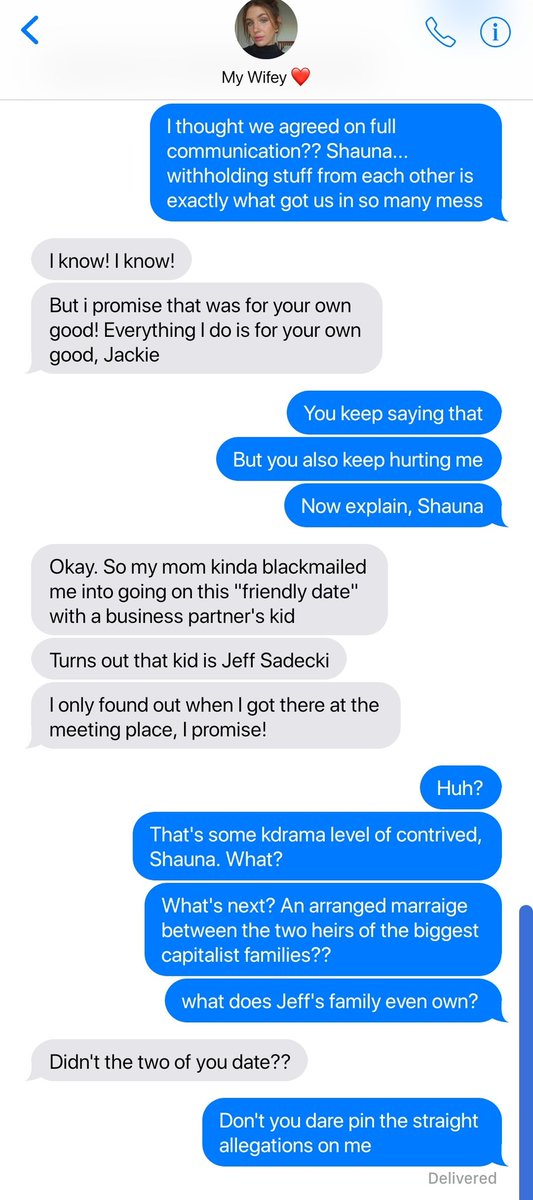 My Wifey ❤️
I thought we agreed on full
communication?? Shauna...
withholding stuff from each other is
exactly what got us in so many mess
I know! I know!
But i promise that was for your own
good! Everything I do is for your own
good, Jackie
You keep saying that
But you also keep hurting me
Now explain, Shauna
Okay. So my mom kinda blackmailed
me into going on this "friendly date"
with a business partner's kid
Turns out that kid is Jeff Sadecki
I only found out when I got there at the
meeting place, I promise!
Huh?
That's some kdrama level of contrived,
Shauna. What?
What's next? An arranged marraige
between the two heirs of the biggest
capitalist families??
what does Jeff's family even own?
Didn't the two of you date??
Don't you dare pin the straight
allegations on me
Delivered